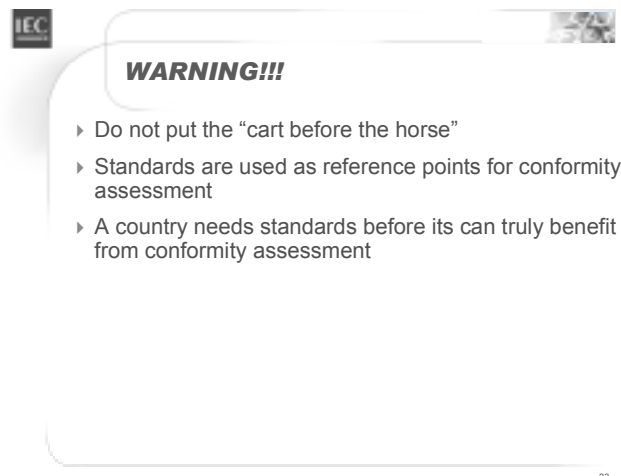 IEC
WARNING!!!
Do not put the “cart before the horse”
Standards are used as reference points for conformity
assessment
A country needs standards before its can truly benefit
from conformity assessment